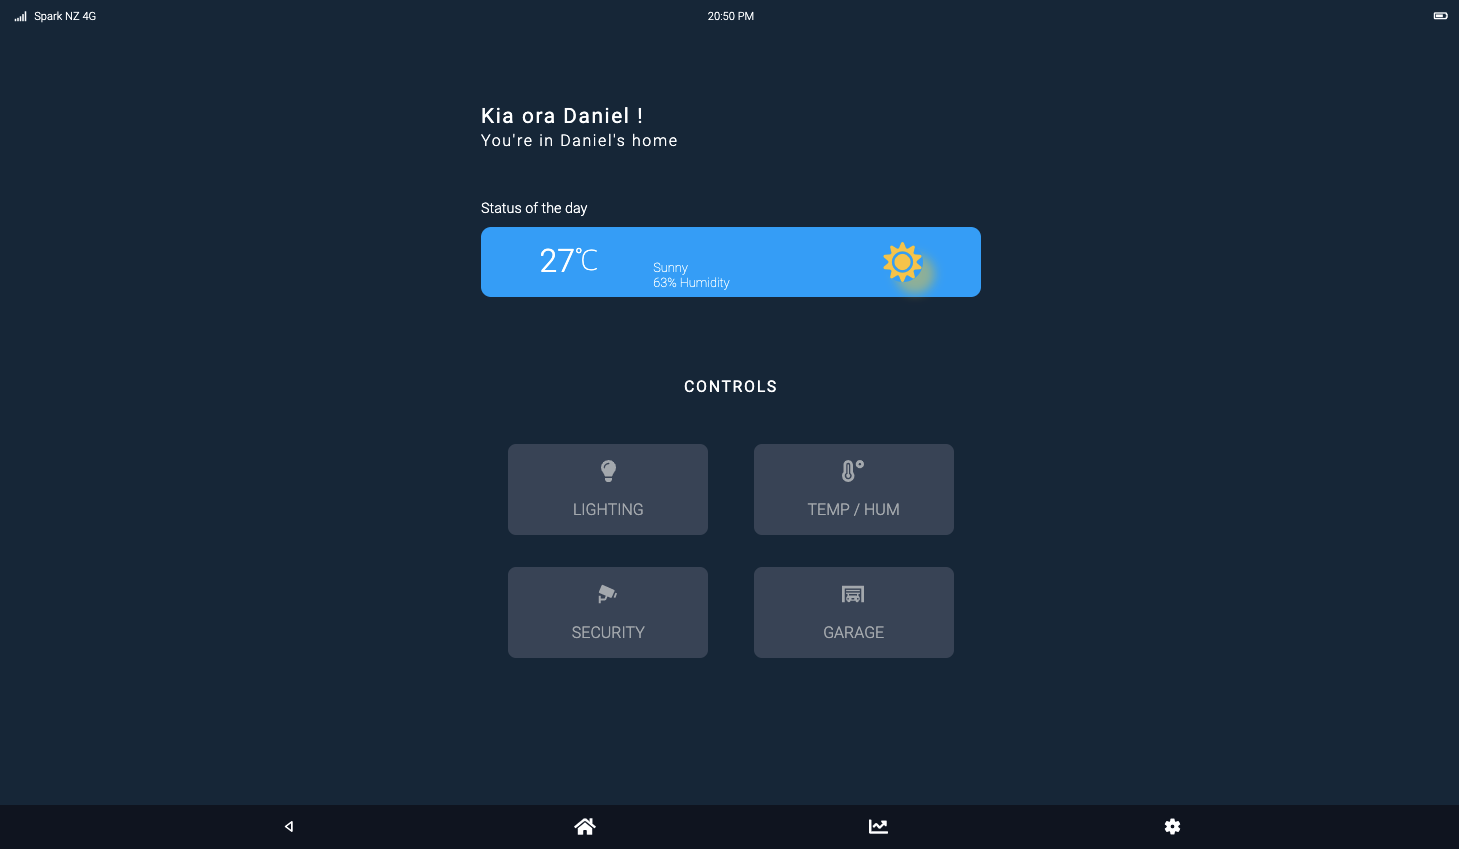 Spark NZ 4G
20:50 PM
Kia ora Daniel !
You're in Daniel's home
Status of the day
27℃
Sunny
63% Humidity
CONTROLS
LIGHTING
TEMP / HUM
SECURITY
GARAGE